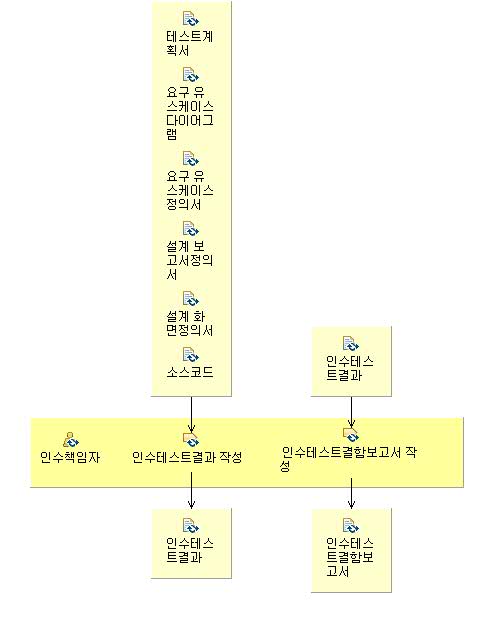 테스트계
획서
요구 유
스케이스
다이어그
램
요구 유
스케이스
정의서
설계 보
고서정의
서
설계 화
면정의서
소스코드
인수테스
트결과
인수책임자
인수테스트결과 작성
인수테스트결함보고서 작
성
인수테스
트결과
인수테스
트결함보
고서